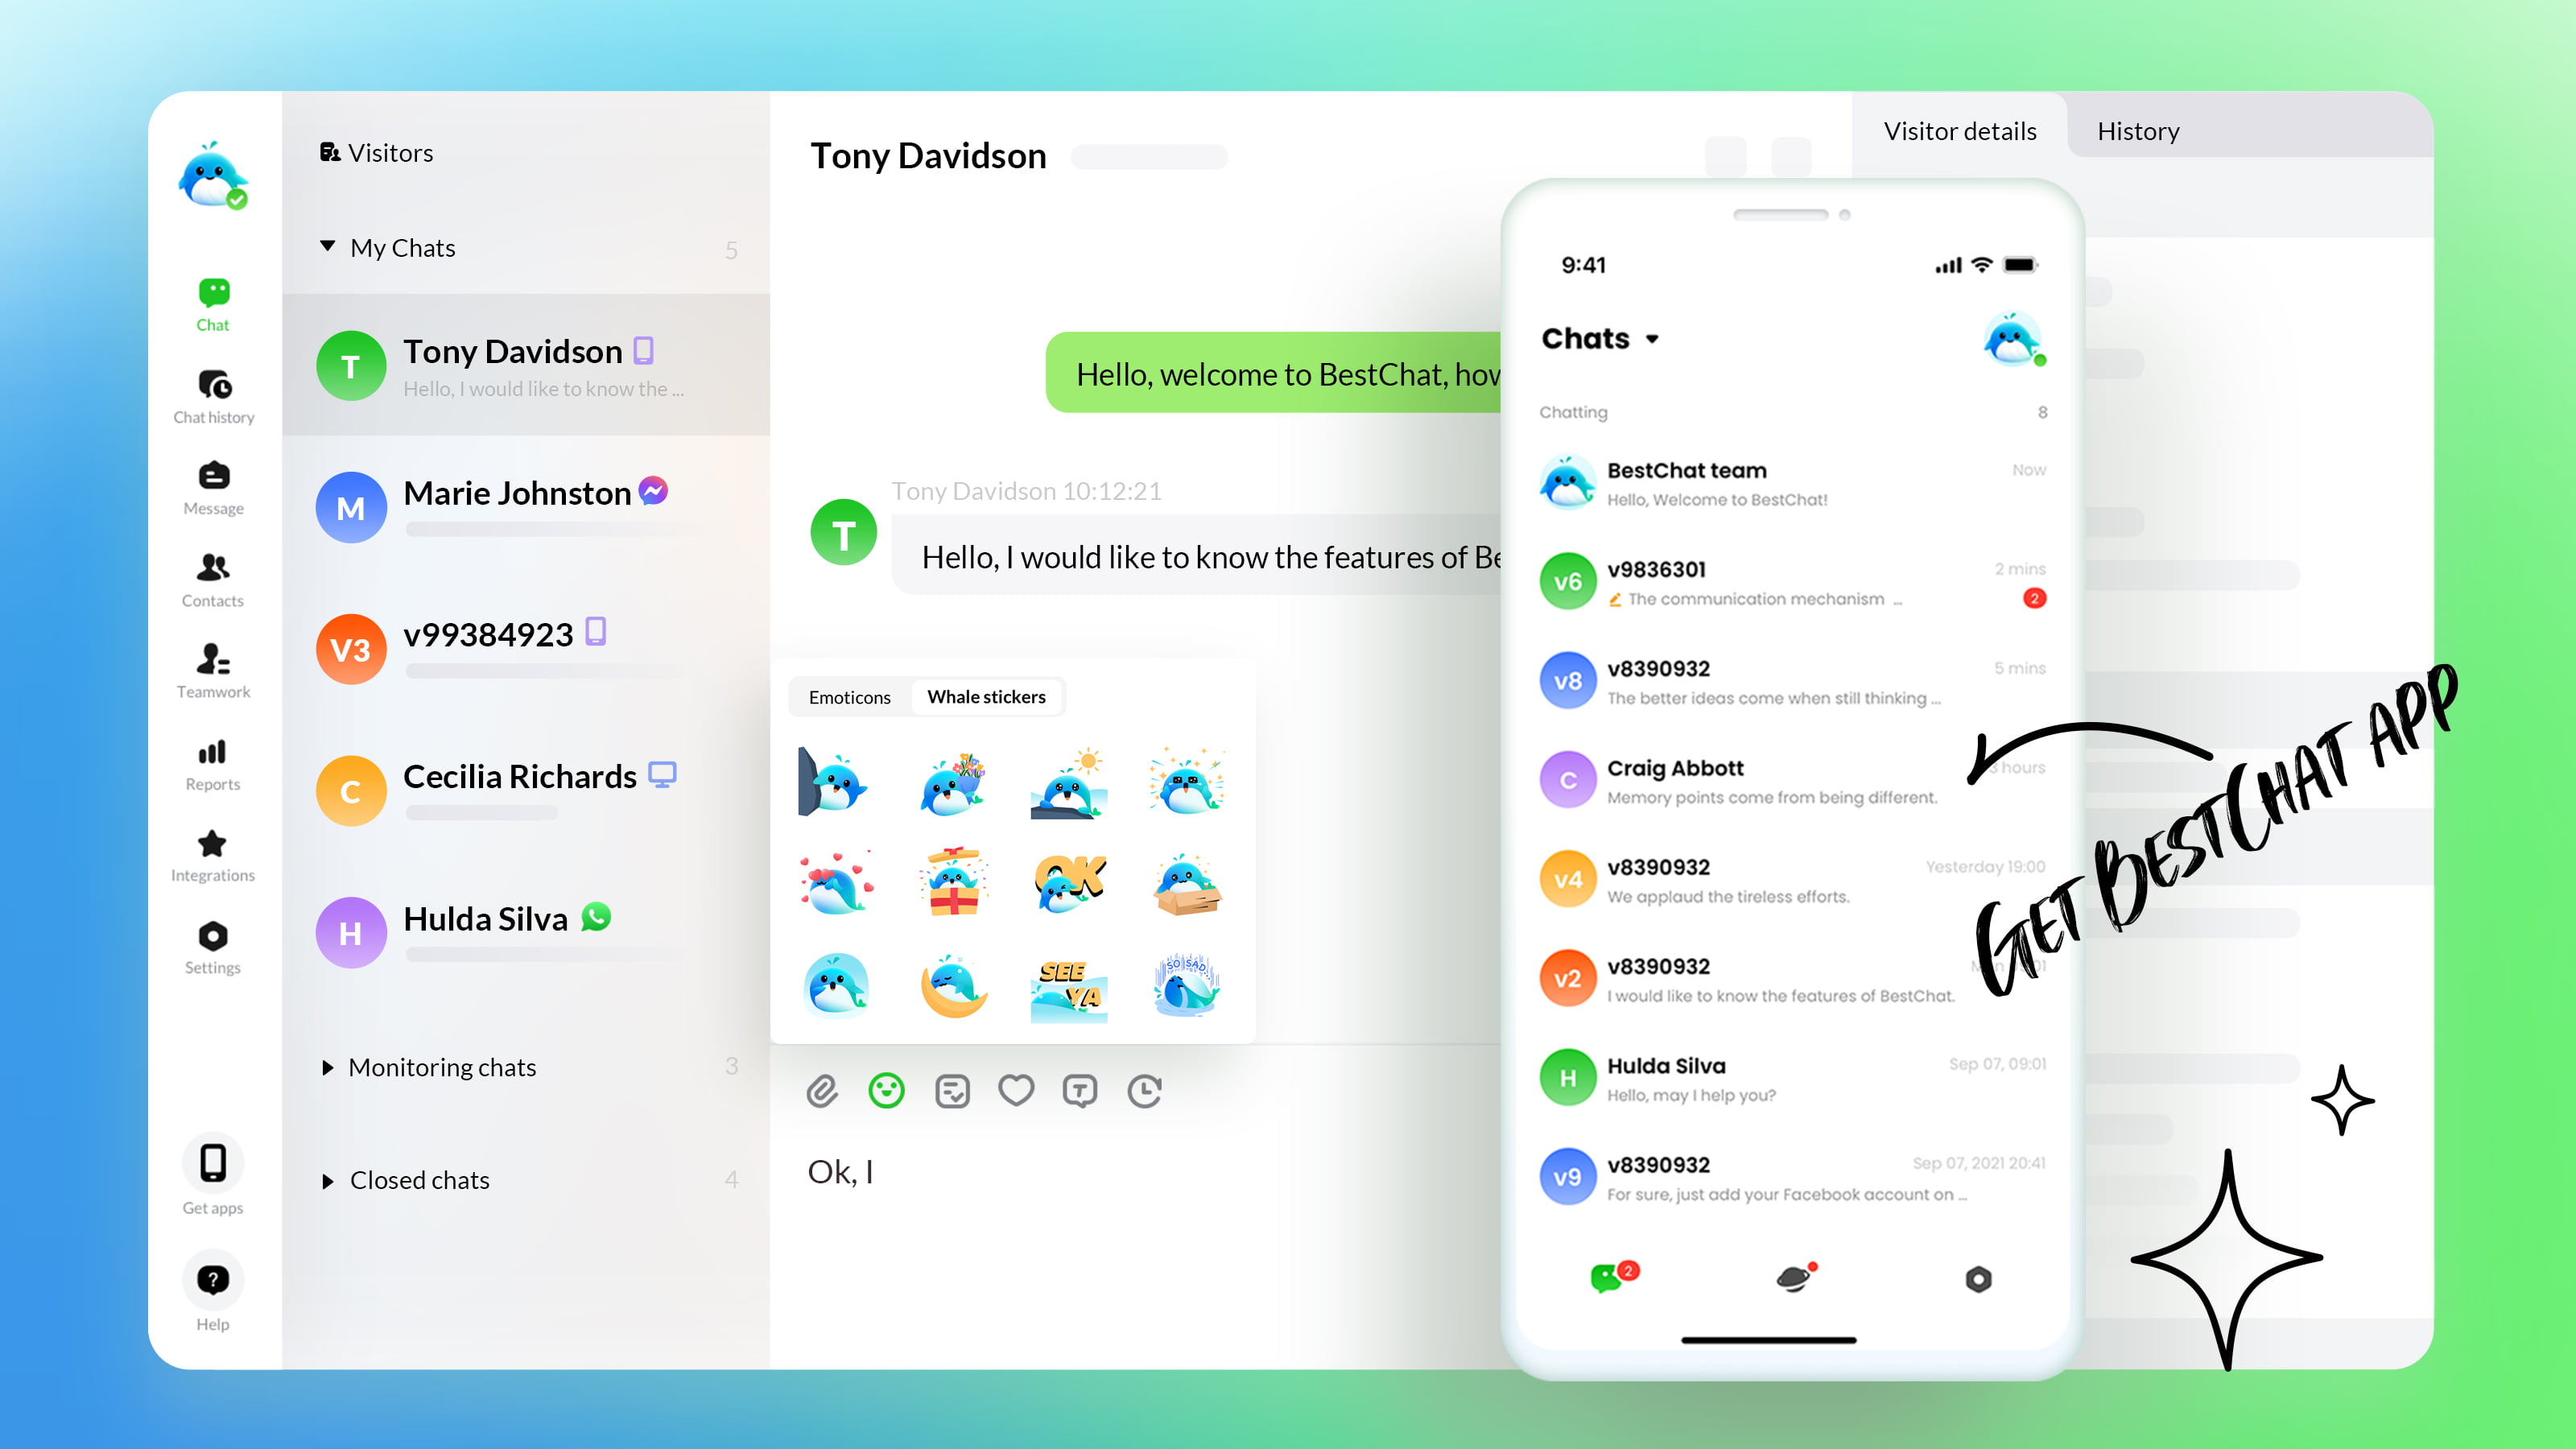 Chat
Chat history
Message
Contacts
Teamwork
Reports
Integrations
Settings
Get apps
?
Help
Visitors
My Chats 5
T
Tony Davidson
Hello, I would like to know the ...
M
Marie Johnston
V3
v99384923
C
Cecilia Richards
H
Hulda Silva
Monitoring chats 3
Closed chats 4
Tony Davidson
Hello, welcome to BestChat, how
Tony Davidson 10:12:21
T
Hello, I would like to know the features of Be
Emoticons Whale stickers
OK
SEE
YA
SO SAD...
T
Ok, I
Visitor details History
9:41
Chats
Chatting 8
BestChat team Now
Hello, Welcome to BestChat!
v6
v9836301 2 mins
The communication mechanism ... 2
v8
v8390932 5 mins
The better ideas come when still thinking ...
C
Craig Abbott hours
Memory points come from being different.
v4
v8390932 Yesterday 19:00
We applaud the tireless efforts.
v2
v8390932
I would like to know the features of BestChat.
H
Hulda Silva Sep 07, 09:01
Hello, may I help you?
v9
v8390932 Sep 07, 2021 20:41
For sure, just add your Facebook account on ...
2
GET BESTCHAT APP